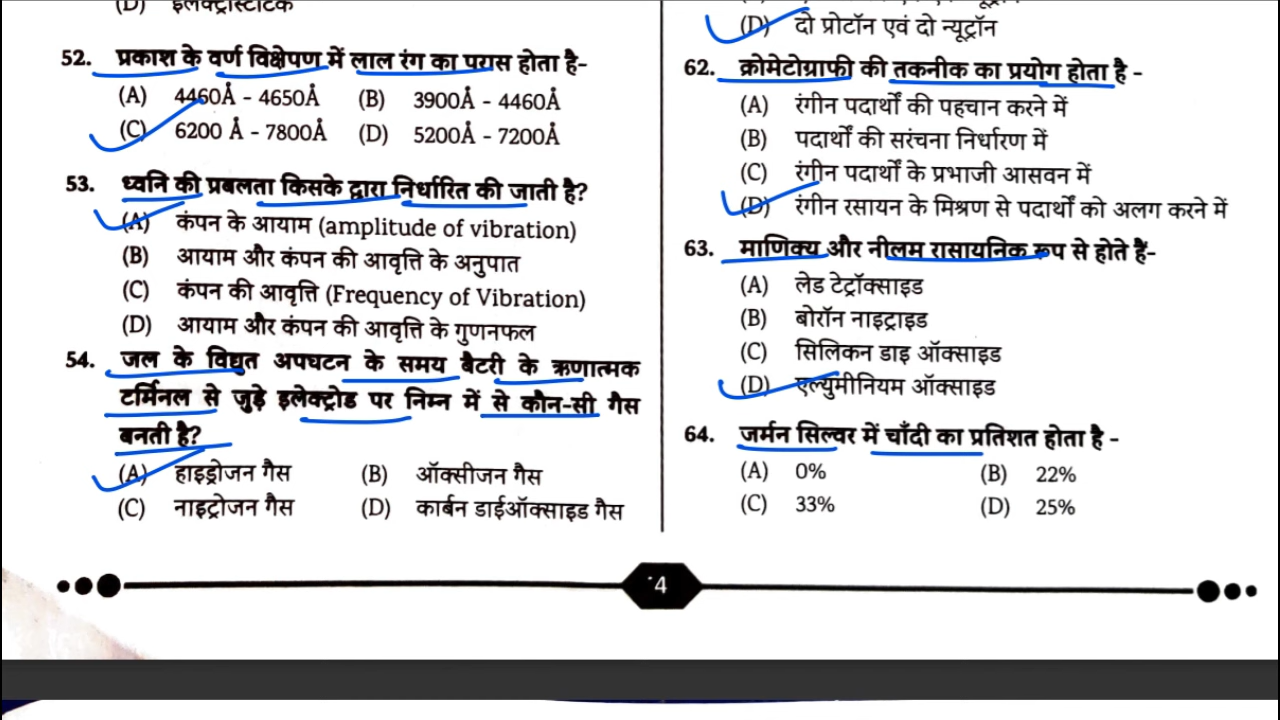 (D) इलेक्ट्रोस्टैटिक
52. प्रकाश के वर्ण विक्षेपण में लाल रंग का परास होता है-
(A) 4460Å - 4650Å (B) 3900Å - 4460Å
(C) 6200 Å - 7800Å (D) 5200Å - 7200Å
53. ध्वनि की प्रबलता किसके द्वारा निर्धारित की जाती है?
(A) कंपन के आयाम (amplitude of vibration)
(B) आयाम और कंपन की आवृत्ति के अनुपात
(C) कंपन की आवृत्ति (Frequency of Vibration)
(D) आयाम और कंपन की आवृत्ति के गुणनफल
54. जल के विद्युत अपघटन के समय बैटरी के ऋणात्मक
टर्मिनल से जुड़े इलेक्ट्रोड पर निम्न में से कौन-सी गैस
बनती है?
(A) हाइड्रोजन गैस (B) ऑक्सीजन गैस
(C) नाइट्रोजन गैस (D) कार्बन डाईऑक्साइड गैस
(D) दो प्रोटॉन एवं दो न्यूट्रॉन
62. क्रोमेटोग्राफी की तकनीक का प्रयोग होता है -
(A) रंगीन पदार्थों की पहचान करने में
(B) पदार्थों की सरंचना निर्धारण में
(C) रंगीन पदार्थों के प्रभाजी आसवन में
(D) रंगीन रसायन के मिश्रण से पदार्थों को अलग करने में
63. माणिक्य और नीलम रासायनिक रूप से होते हैं-
(A) लेड टेट्रॉक्साइड
(B) बोरॉन नाइट्राइड
(C) सिलिकन डाइ ऑक्साइड
(D) एल्युमीनियम ऑक्साइड
64. जर्मन सिल्वर में चाँदी का प्रतिशत होता है -
(A) 0% (B) 22%
(C) 33% (D) 25%
4